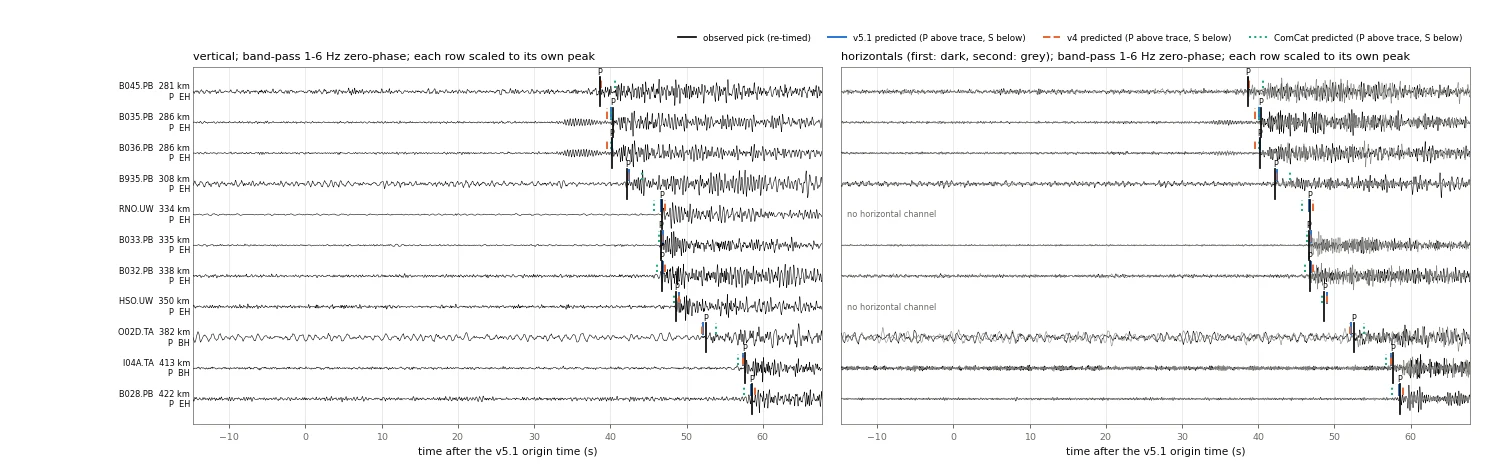 observed pick (re-timed)   v5.1 predicted (P above trace, S below)   v4 predicted (P above trace, S below)   ComCat predicted (P above trace, S below)
vertical; band-pass 1-6 Hz zero-phase; each row scaled to its own peak
horizontals (first: dark, second: grey); band-pass 1-6 Hz zero-phase; each row scaled to its own peak
B045.PB 281 km
P EH
B035.PB 286 km
P EH
B036.PB 286 km
P EH
B935.PB 308 km
P EH
RNO.UW 334 km
P EH
B033.PB 335 km
P EH
B032.PB 338 km
P EH
HSO.UW 350 km
P EH
O02D.TA 382 km
P BH
I04A.TA 413 km
P BH
B028.PB 422 km
P EH
P
P
P
P
P
P
P
P
P
P
P
P
P
P
no horizontal channel
no horizontal channel
−10 0 10 20 30 40 50 60
−10 0 10 20 30 40 50 60
time after the v5.1 origin time (s)
time after the v5.1 origin time (s)